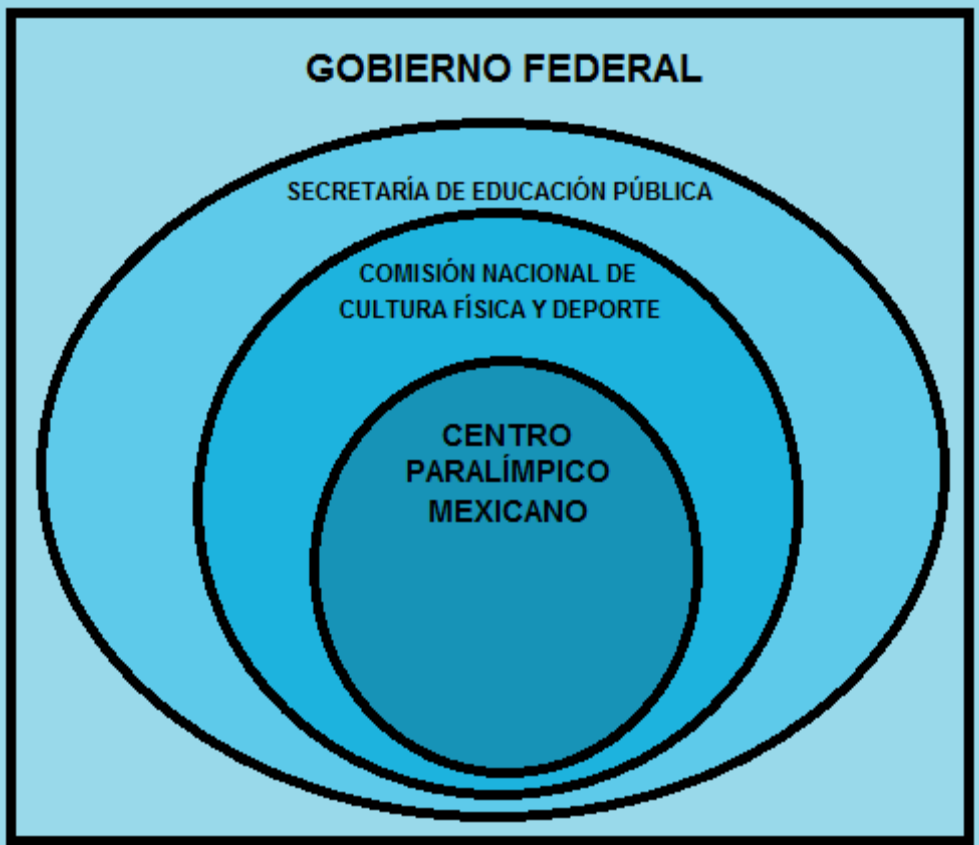 GOBIERNO FEDERAL
SECRETARÍA DE EDUCACIÓN PÚBLICA
COMISIÓN NACIONAL DE
CULTURA FÍSICA Y DEPORTE
CENTRO
PARALÍMPICO
MEXICANO